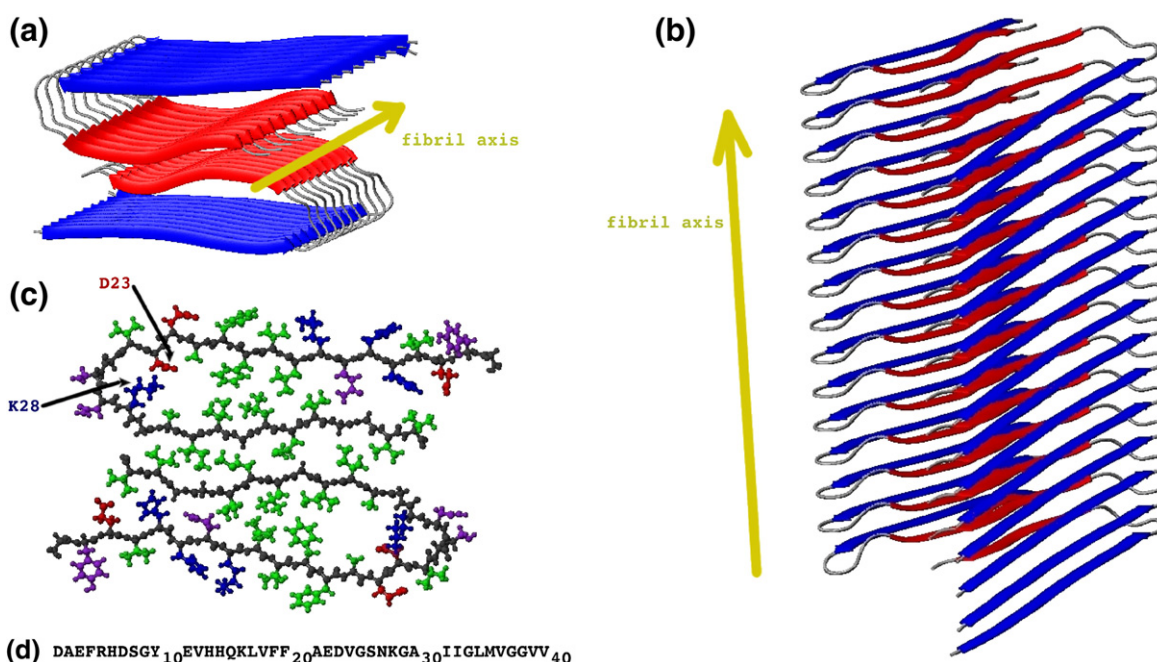 (a)
fibril axis
(b)
fibril axis
(c)
D23
K28
(d) DAEFRHDSGY10EVHHQKLVFF20AEDVGSNKGA30IIGLMVGGVV40